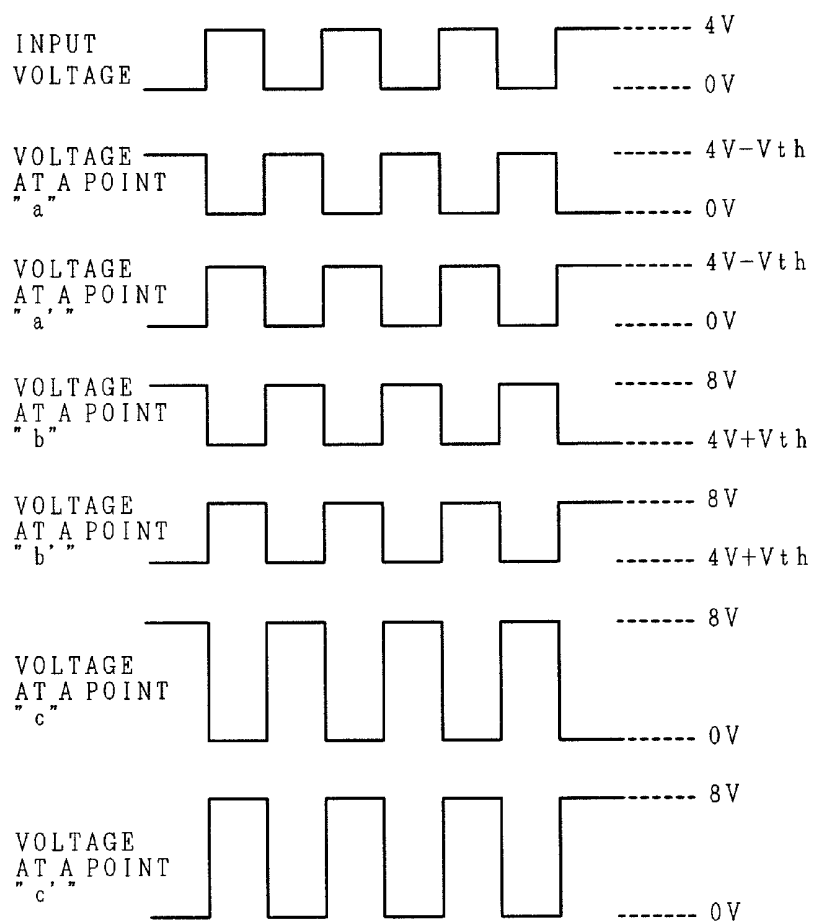 INPUT
VOLTAGE
4V
0V
VOLTAGE
AT A POINT
"a"
4V-Vth
0V
VOLTAGE
AT A POINT
"a'"
4V-Vth
0V
VOLTAGE
AT A POINT
"b"
8V
4V+Vth
VOLTAGE
AT A POINT
"b'"
8V
4V+Vth
VOLTAGE
AT A POINT
"c"
8V
0V
VOLTAGE
AT A POINT
"c'"
8V
0V